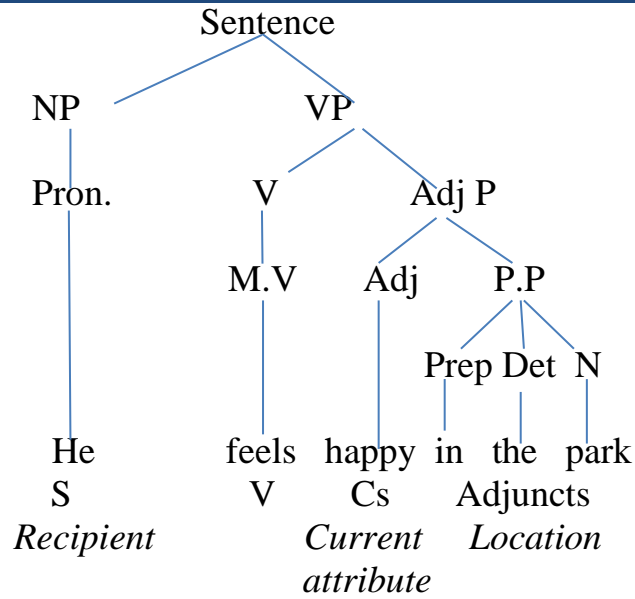 Sentence
NP VP
Pron. V Adj P
M.V Adj P.P
Prep Det N
He feels happy in the park
S V Cs Adjuncts
Recipient Current Location
attribute